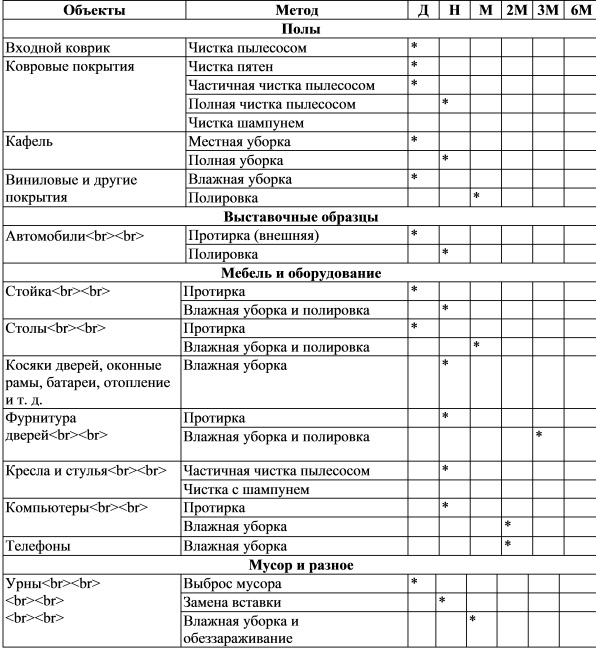 Объекты Метод Д Н М 2М 3М 6М
Полы
Входной коврик Чистка пылесосом *
Ковровые покрытия Чистка пятен *
Частичная чистка пылесосом *
Полная чистка пылесосом *
Чистка шампунем
Кафель Местная уборка *
Полная уборка *
Виниловые и другие Влажная уборка *
покрытия Полировка *
Выставочные образцы
Автомобили<br><br> Протирка (внешняя) *
Полировка *
Мебель и оборудование
Стойка<br><br> Протирка *
Влажная уборка и полировка *
Столы<br><br> Протирка *
Влажная уборка и полировка *
Косяки дверей, оконные Влажная уборка *
рамы, батареи, отопление
и т. д.
Фурнитура Протирка *
дверей<br><br> Влажная уборка и полировка *
Кресла и стулья<br><br> Частичная чистка пылесосом *
Чистка с шампунем
Компьютеры<br><br> Протирка *
Влажная уборка *
Телефоны Влажная уборка *
Мусор и разное
Урны<br><br> Выброс мусора *
<br><br> Замена вставки *
<br><br> Влажная уборка и *
обеззараживание